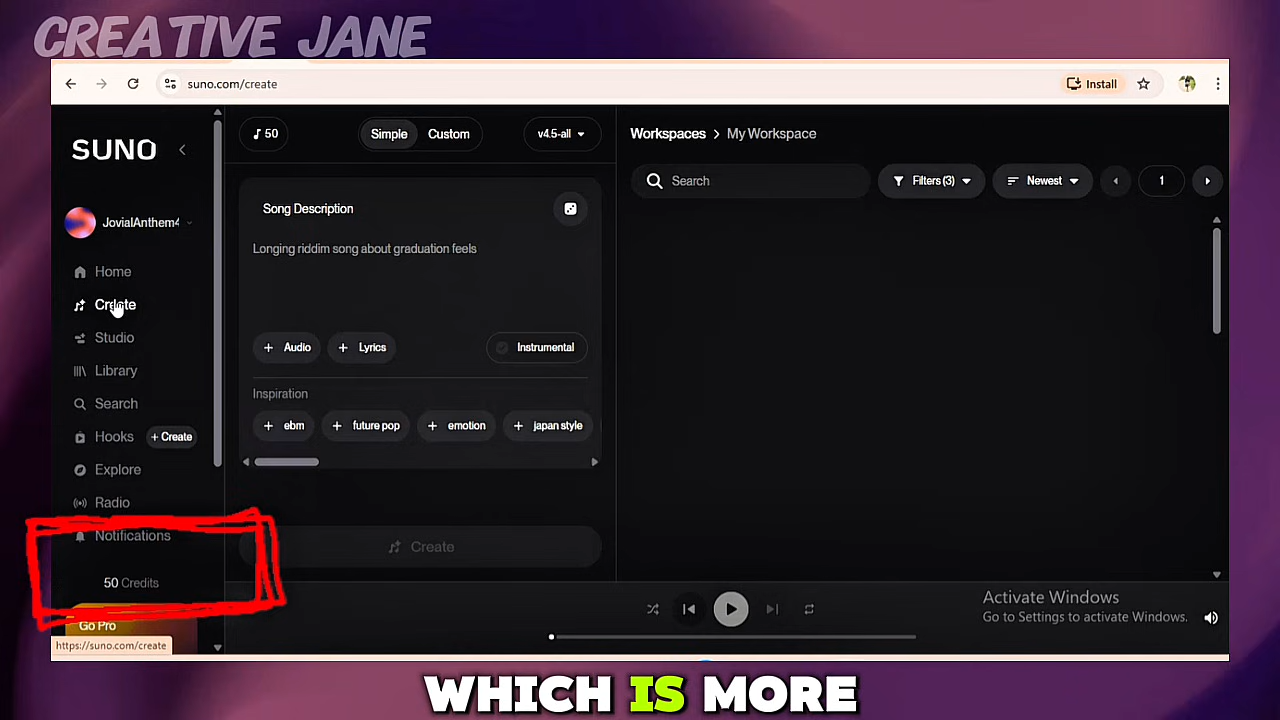 CREATIVE JANE
suno.com/create
Install
SUNO
JovialAnthem4
Home
Create
Studio
Library
Search
Hooks
+ Create
Explore
Radio
Notifications
50 Credits
Go Pro
https://suno.com/create
50
Simple
Custom
v4.5-all
Song Description
Longing riddim song about graduation feels
+ Audio
+ Lyrics
Instrumental
Inspiration
+ ebm
+ future pop
+ emotion
+ japan style
Create
Workspaces > My Workspace
Search
Filters (3)
Newest
1
Activate Windows
Go to Settings to activate Windows.
WHICH IS MORE